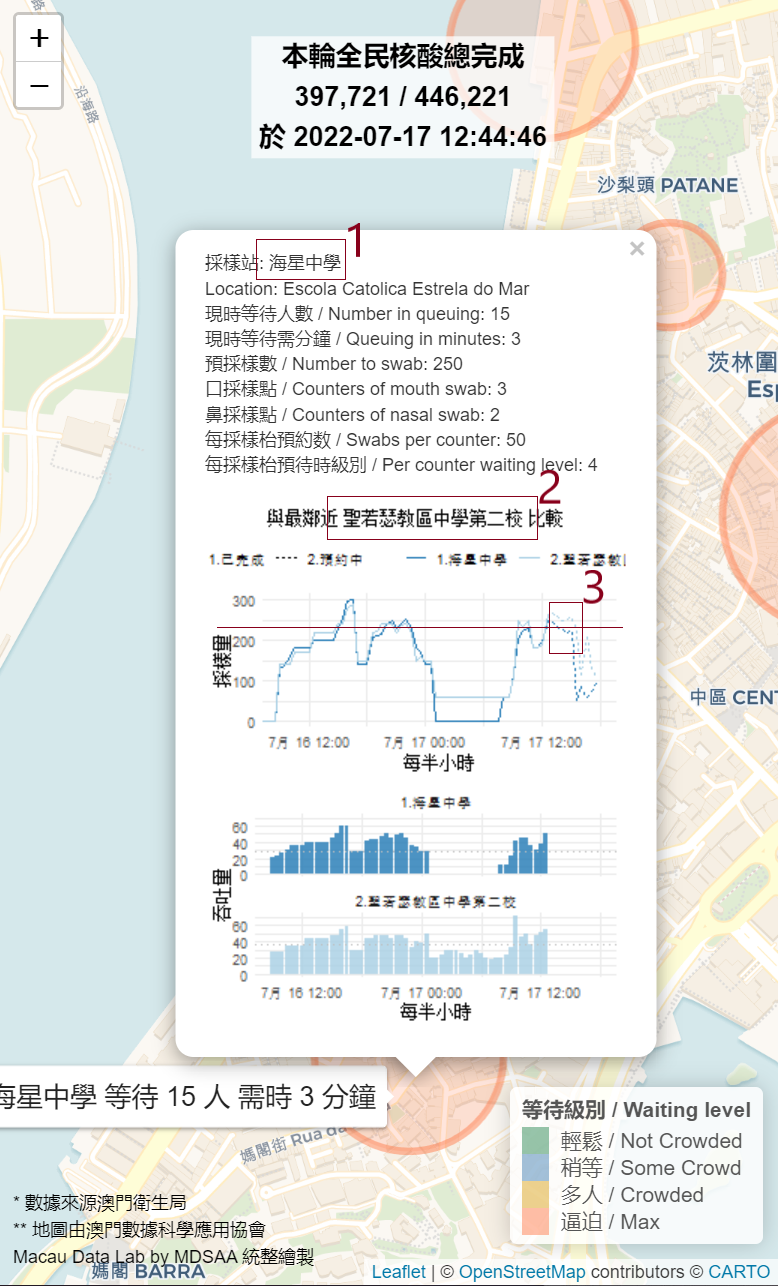 +
−
沿海路
本輪全民核酸總完成
397,721 / 446,221
於 2022-07-17 12:44:46
沙梨頭 PATANE
1
×
採樣站: 海星中學
Location: Escola Catolica Estrela do Mar
現時等待人數 / Number in queuing: 15
現時等待需分鐘 / Queuing in minutes: 3
預採樣數 / Number to swab: 250
口採樣點 / Counters of mouth swab: 3
鼻採樣點 / Counters of nasal swab: 2
每採樣枱預約数 / Swabs per counter: 50
每採樣枱預待時級別 / Per counter waiting level: 4
茨林圍
Esp
2
與最鄰近 聖若瑟教區中學第二校 比較
1.已完成 2.預約中 1.海星中學 2.聖若瑟教
3
採樣量
300
200
100
0
7月 16 12:00 7月 17 00:00 7月 17 12:00
每半小時
中區 CENT
1.海星中學
60
40
20
0
吞吐量
2.聖若瑟教區中學第二校
60
40
20
0
7月 16 12:00 7月 17 00:00 7月 17 12:00
每半小時
海星中學 等待 15 人 需時 3 分鐘
媽閣街 Rua da
等待級別 / Waiting level
輕鬆 / Not Crowded
稍等 / Some Crowd
多人 / Crowded
逼迫 / Max
* 數據來源澳門衛生局
** 地圖由澳門數據科學應用協會
Macau Data Lab by MDSAA 統整繪製
媽閣 BARRA
Leaflet | © OpenStreetMap contributors © CARTO